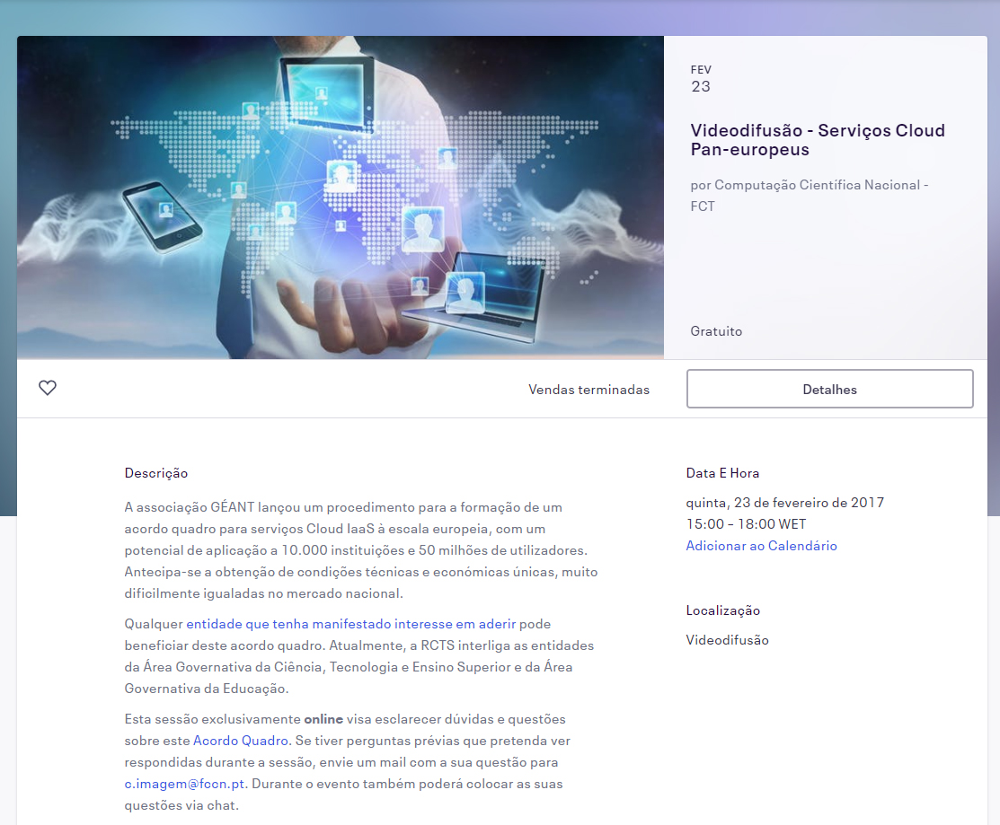 FEV
23
Videodifusão - Serviços Cloud
Pan-europeus
por Computação Científica Nacional -
FCT
Gratuito
Vendas terminadas
Detalhes
Descrição
A associação GÉANT lançou um procedimento para a formação de um
acordo quadro para serviços Cloud IaaS à escala europeia, com um
potencial de aplicação a 10.000 instituições e 50 milhões de utilizadores.
Antecipa-se a obtenção de condições técnicas e económicas únicas, muito
dificilmente igualadas no mercado nacional.
Qualquer entidade que tenha manifestado interesse em aderir pode
beneficiar deste acordo quadro. Atualmente, a RCTS interliga as entidades
da Área Governativa da Ciência, Tecnologia e Ensino Superior e da Área
Governativa da Educação.
Esta sessão exclusivamente online visa esclarecer dúvidas e questões
sobre este Acordo Quadro. Se tiver perguntas prévias que pretenda ver
respondidas durante a sessão, envie um mail com a sua questão para
c.imagem@fccn.pt. Durante o evento também poderá colocar as suas
questões via chat.
Data E Hora
quinta, 23 de fevereiro de 2017
15:00 – 18:00 WET
Adicionar ao Calendário
Localização
Videodifusão